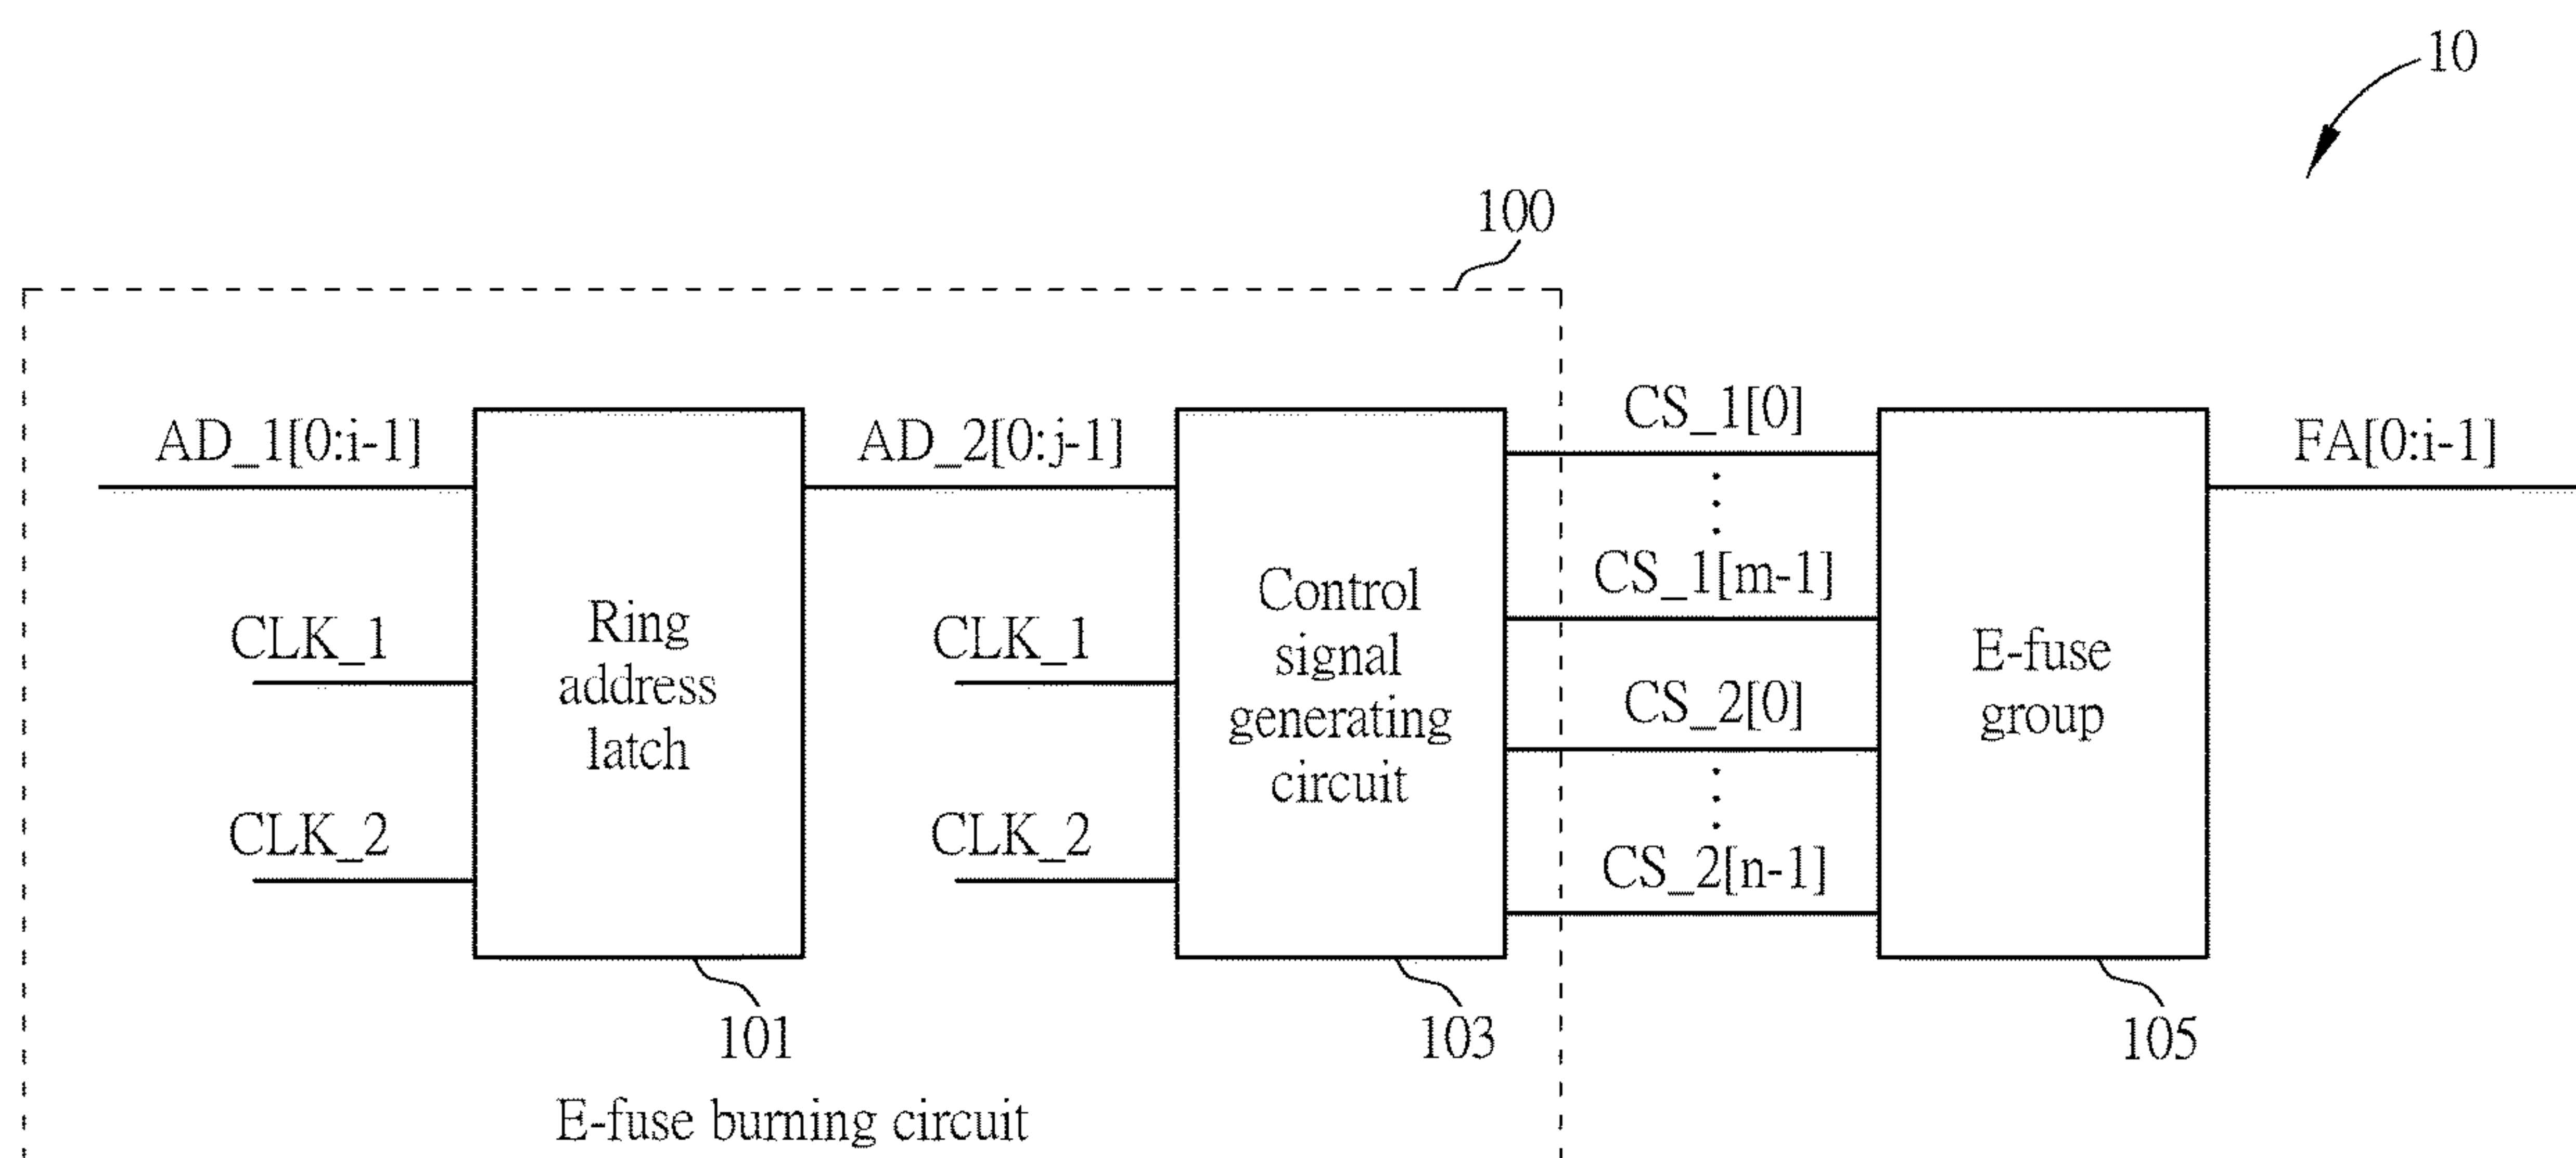 10
100
AD_1[0:i-1]
CLK_1
CLK_2
Ring
address
latch
101
AD_2[0:j-1]
CLK_1
CLK_2
Control
signal
generating
circuit
103
CS_1[0]
CS_1[m-1]
CS_2[0]
CS_2[n-1]
E-fuse
group
105
FA[0:i-1]
E-fuse burning circuit